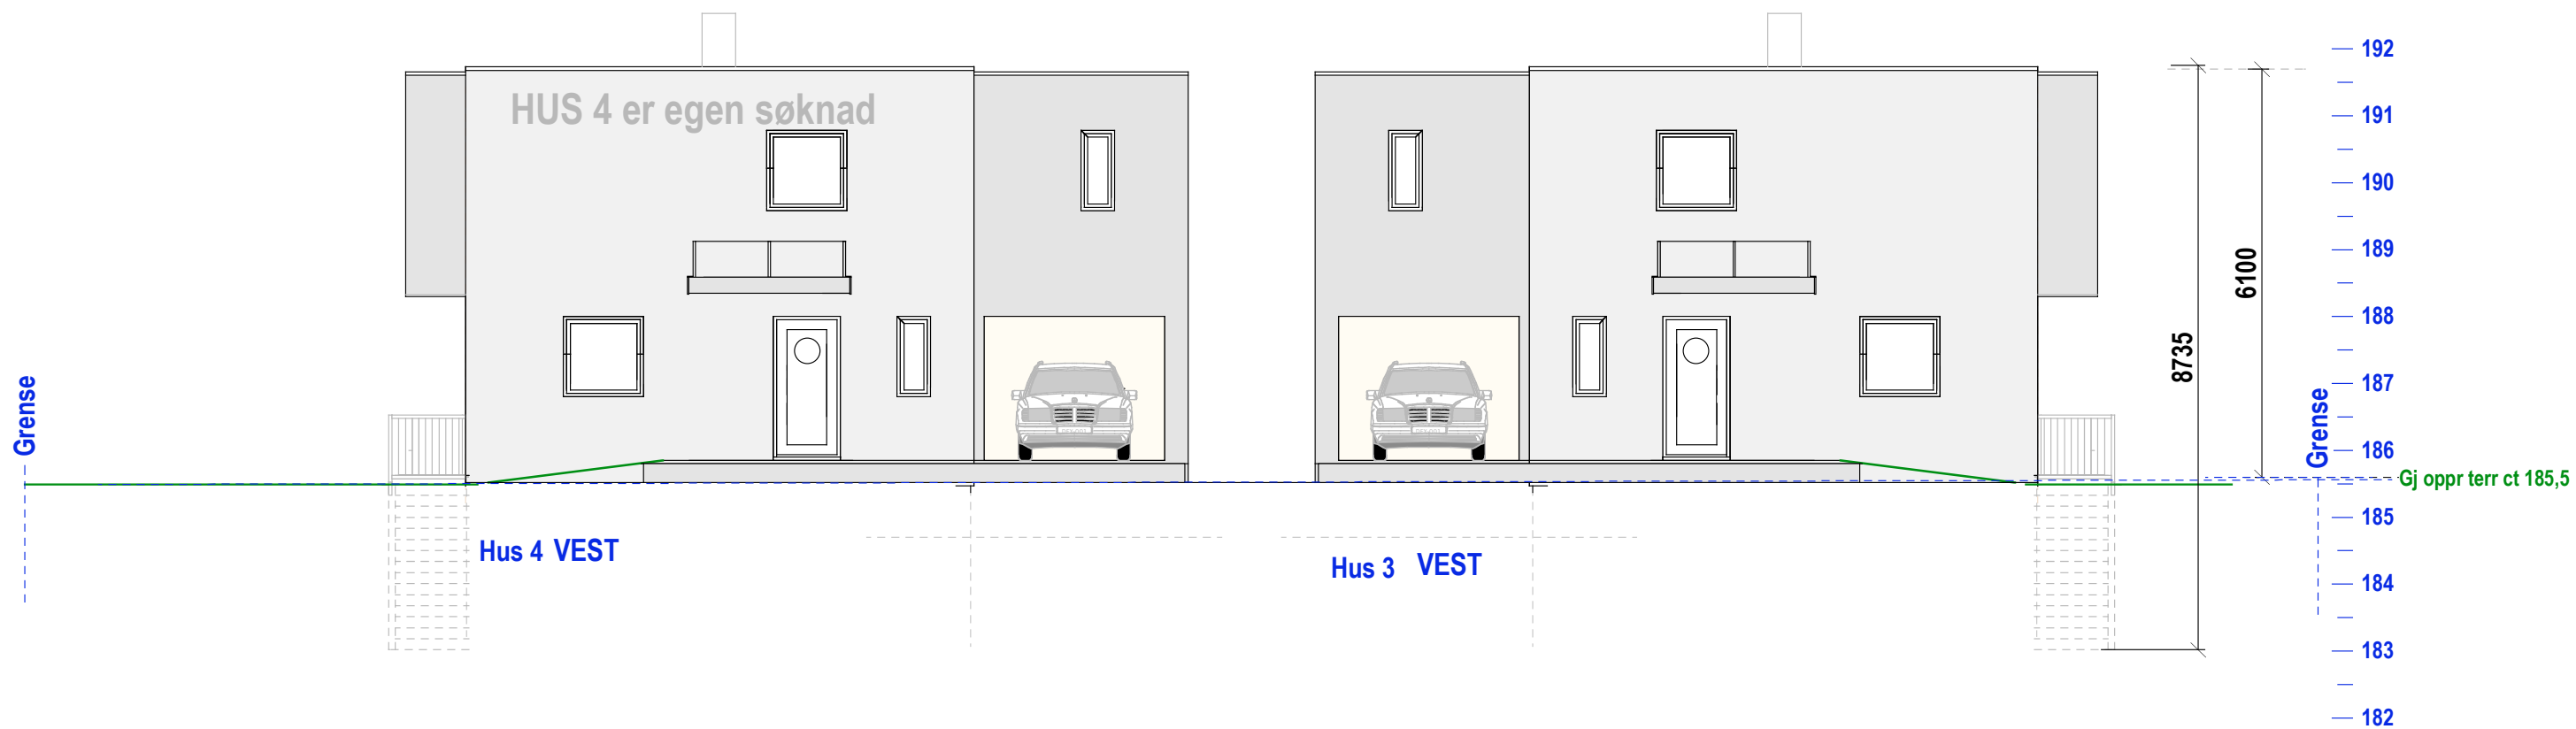 HUS 4 er egen søknad
192
191
190
189
188
187
186
185
184
183
182
6100
8735
Grense
Grense
Gj oppr terr ct 185,5
Hus 4 VEST
Hus 3 VEST